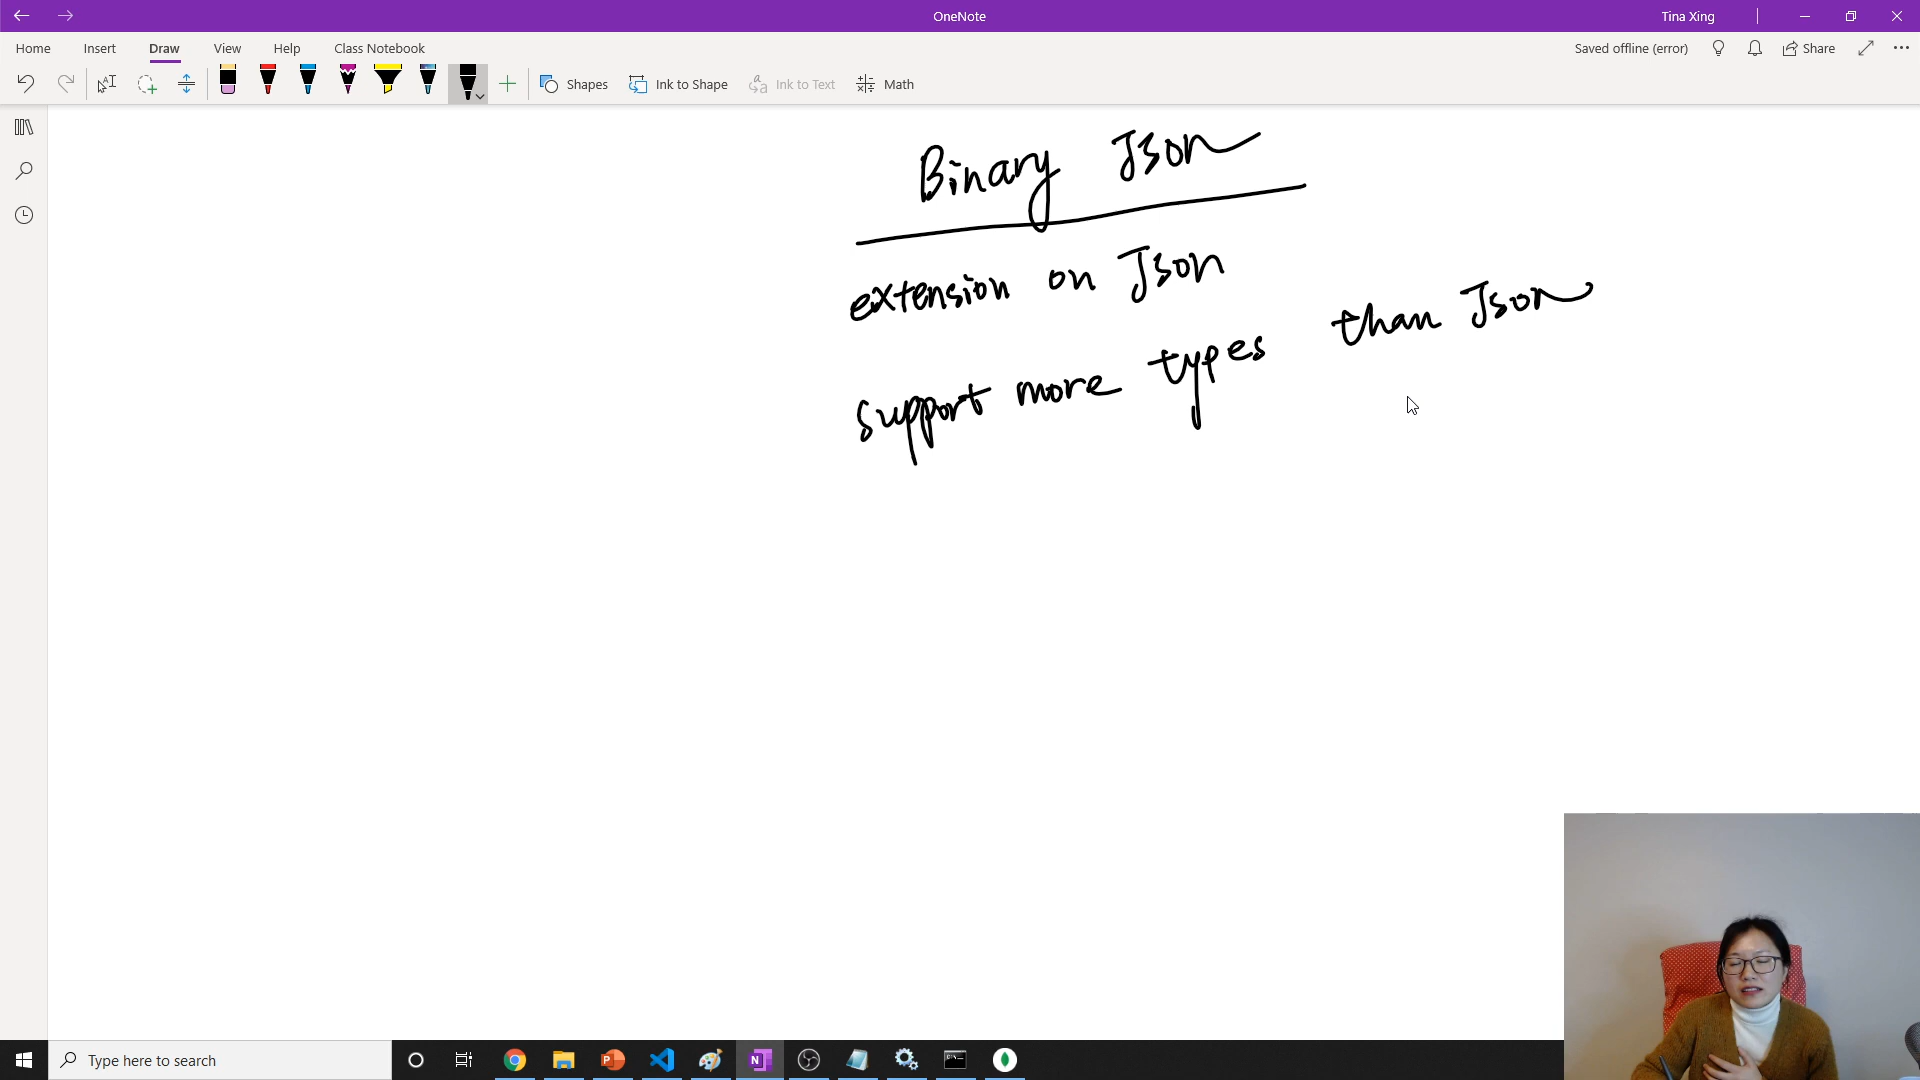 OneNote
Tina Xing
Home Insert Draw View Help Class Notebook
Saved offline (error)
Share
Shapes Ink to Shape Ink to Text Math
Binary Json
extension on Json
support more types than Json
Type here to search